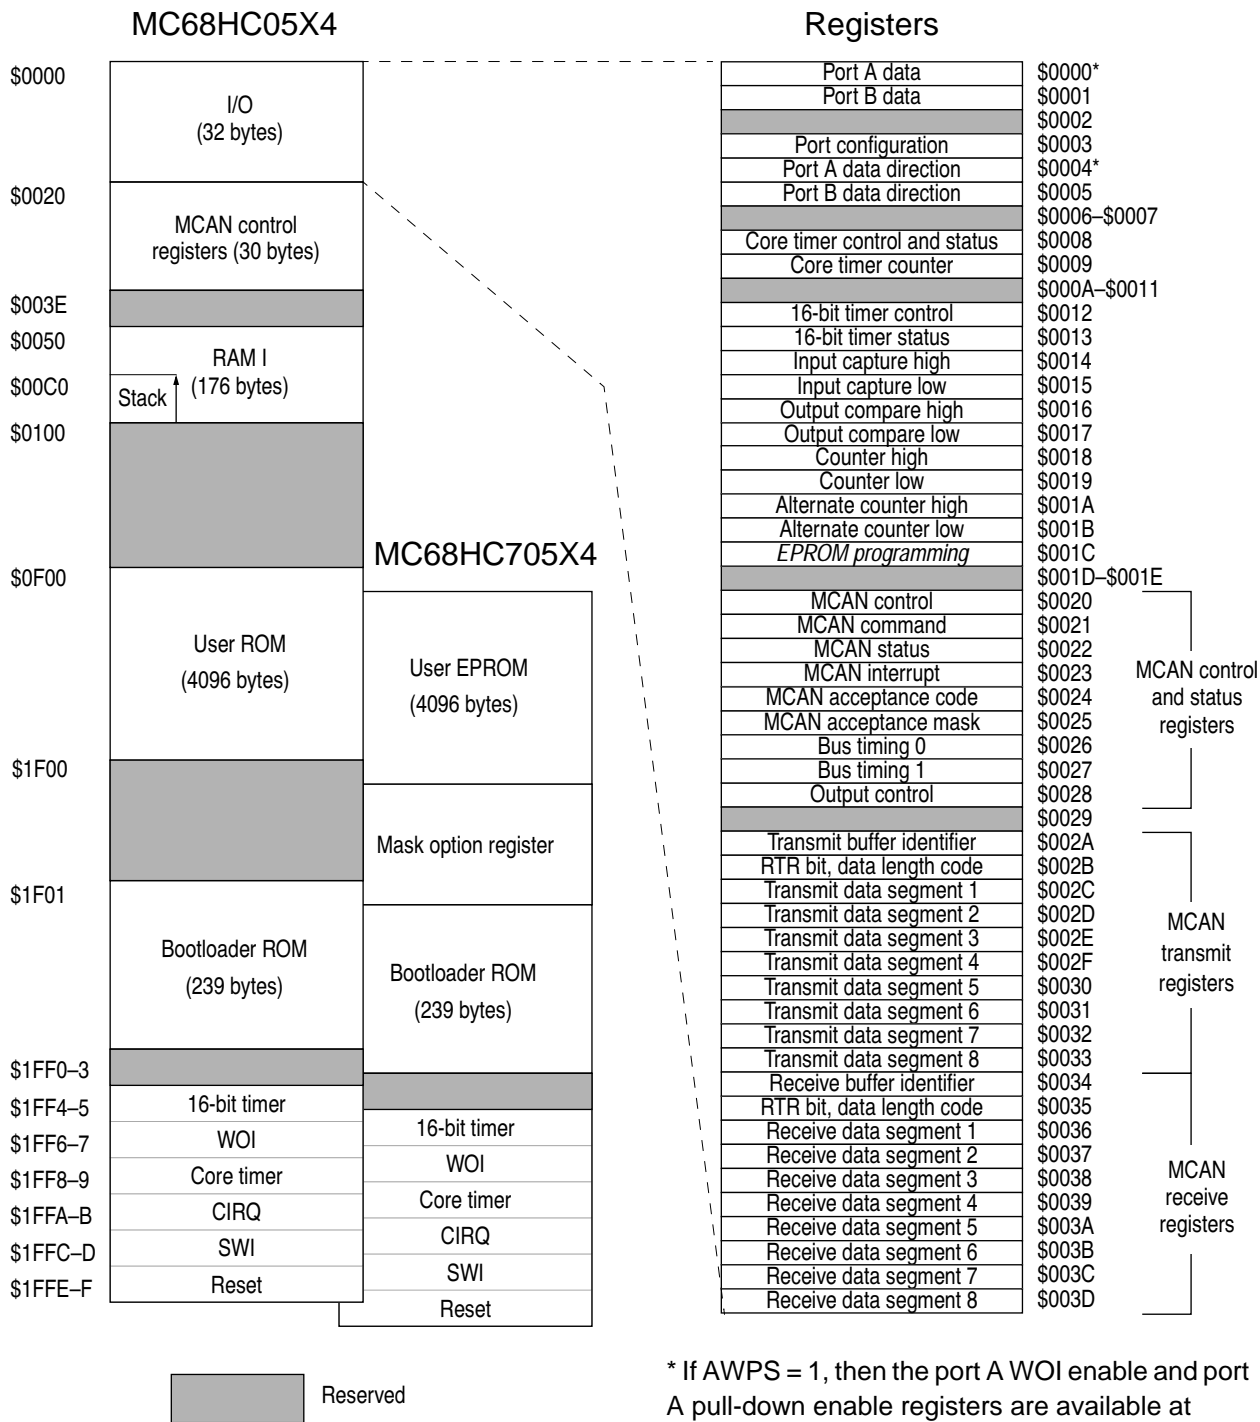 MC68HC05X4
Registers
$0000
I/O
(32 bytes)
$0020
MCAN control
registers (30 bytes)
$003E
$0050
RAM I
(176 bytes)
$00C0
Stack
$0100
MC68HC705X4
$0F00
User ROM
(4096 bytes)
User EPROM
(4096 bytes)
$1F00
Mask option register
$1F01
Bootloader ROM
(239 bytes)
Bootloader ROM
(239 bytes)
$1FF0–3
$1FF4–5
16-bit timer
$1FF6–7
WOI
$1FF8–9
Core timer
$1FFA–B
CIRQ
$1FFC–D
SWI
$1FFE–F
Reset
16-bit timer
WOI
Core timer
CIRQ
SWI
Reset
Port A data $0000*
Port B data $0001
$0002
Port configuration $0003
Port A data direction $0004*
Port B data direction $0005
$0006–$0007
Core timer control and status $0008
Core timer counter $0009
$000A–$0011
16-bit timer control $0012
16-bit timer status $0013
Input capture high $0014
Input capture low $0015
Output compare high $0016
Output compare low $0017
Counter high $0018
Counter low $0019
Alternate counter high $001A
Alternate counter low $001B
EPROM programming $001C
$001D–$001E
MCAN control $0020
MCAN command $0021
MCAN status $0022
MCAN interrupt $0023
MCAN acceptance code $0024
MCAN acceptance mask $0025
Bus timing 0 $0026
Bus timing 1 $0027
Output control $0028
$0029
Transmit buffer identifier $002A
RTR bit, data length code $002B
Transmit data segment 1 $002C
Transmit data segment 2 $002D
Transmit data segment 3 $002E
Transmit data segment 4 $002F
Transmit data segment 5 $0030
Transmit data segment 6 $0031
Transmit data segment 7 $0032
Transmit data segment 8 $0033
Receive buffer identifier $0034
RTR bit, data length code $0035
Receive data segment 1 $0036
Receive data segment 2 $0037
Receive data segment 3 $0038
Receive data segment 4 $0039
Receive data segment 5 $003A
Receive data segment 6 $003B
Receive data segment 7 $003C
Receive data segment 8 $003D
MCAN control
and status
registers
MCAN
transmit
registers
MCAN
receive
registers
Reserved
* If AWPS = 1, then the port A WOI enable and port
A pull-down enable registers are available at